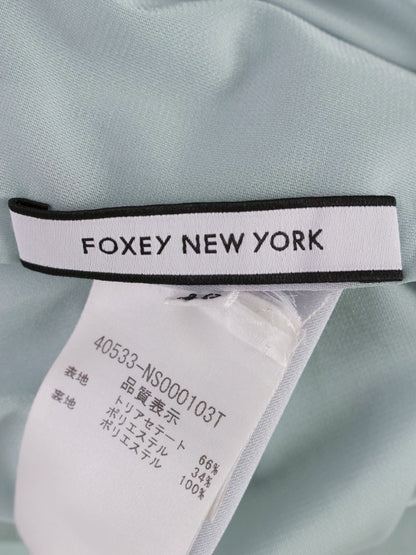 FOXEY NEW YORK
40533-NS000103T
品質表示
表地 トリアセテート 66%
ポリエステル 34%
裏地 ポリエステル 100%